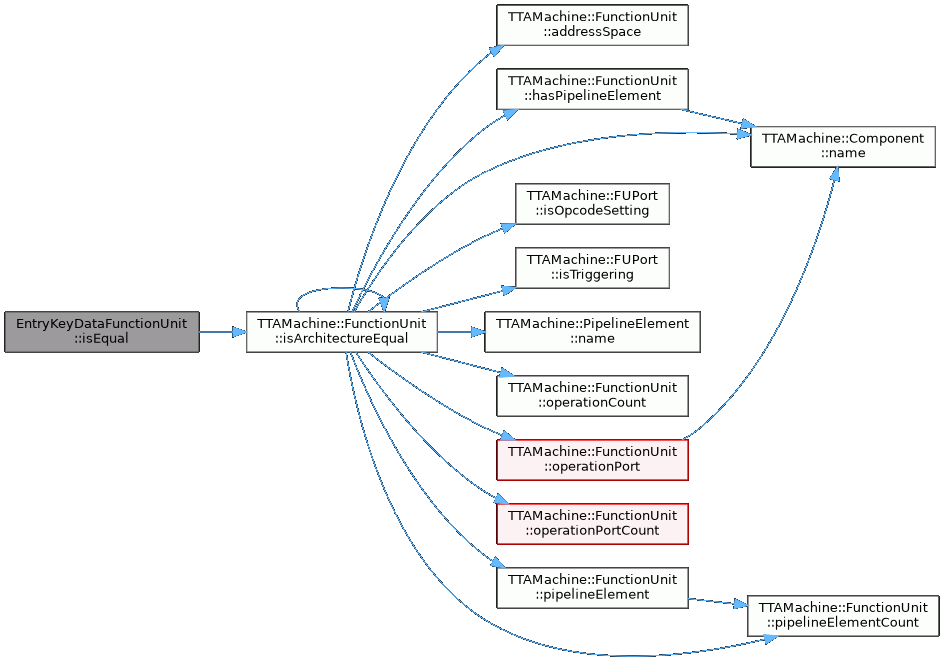 EntryKeyDataFunctionUnit
::isEqual
TTAMachine::FunctionUnit
::isArchitectureEqual
TTAMachine::FunctionUnit
::addressSpace
TTAMachine::FunctionUnit
::hasPipelineElement
TTAMachine::Component
::name
TTAMachine::FUPort
::isOpcodeSetting
TTAMachine::FUPort
::isTriggering
TTAMachine::PipelineElement
::name
TTAMachine::FunctionUnit
::operationCount
TTAMachine::FunctionUnit
::operationPort
TTAMachine::FunctionUnit
::operationPortCount
TTAMachine::FunctionUnit
::pipelineElement
TTAMachine::FunctionUnit
::pipelineElementCount